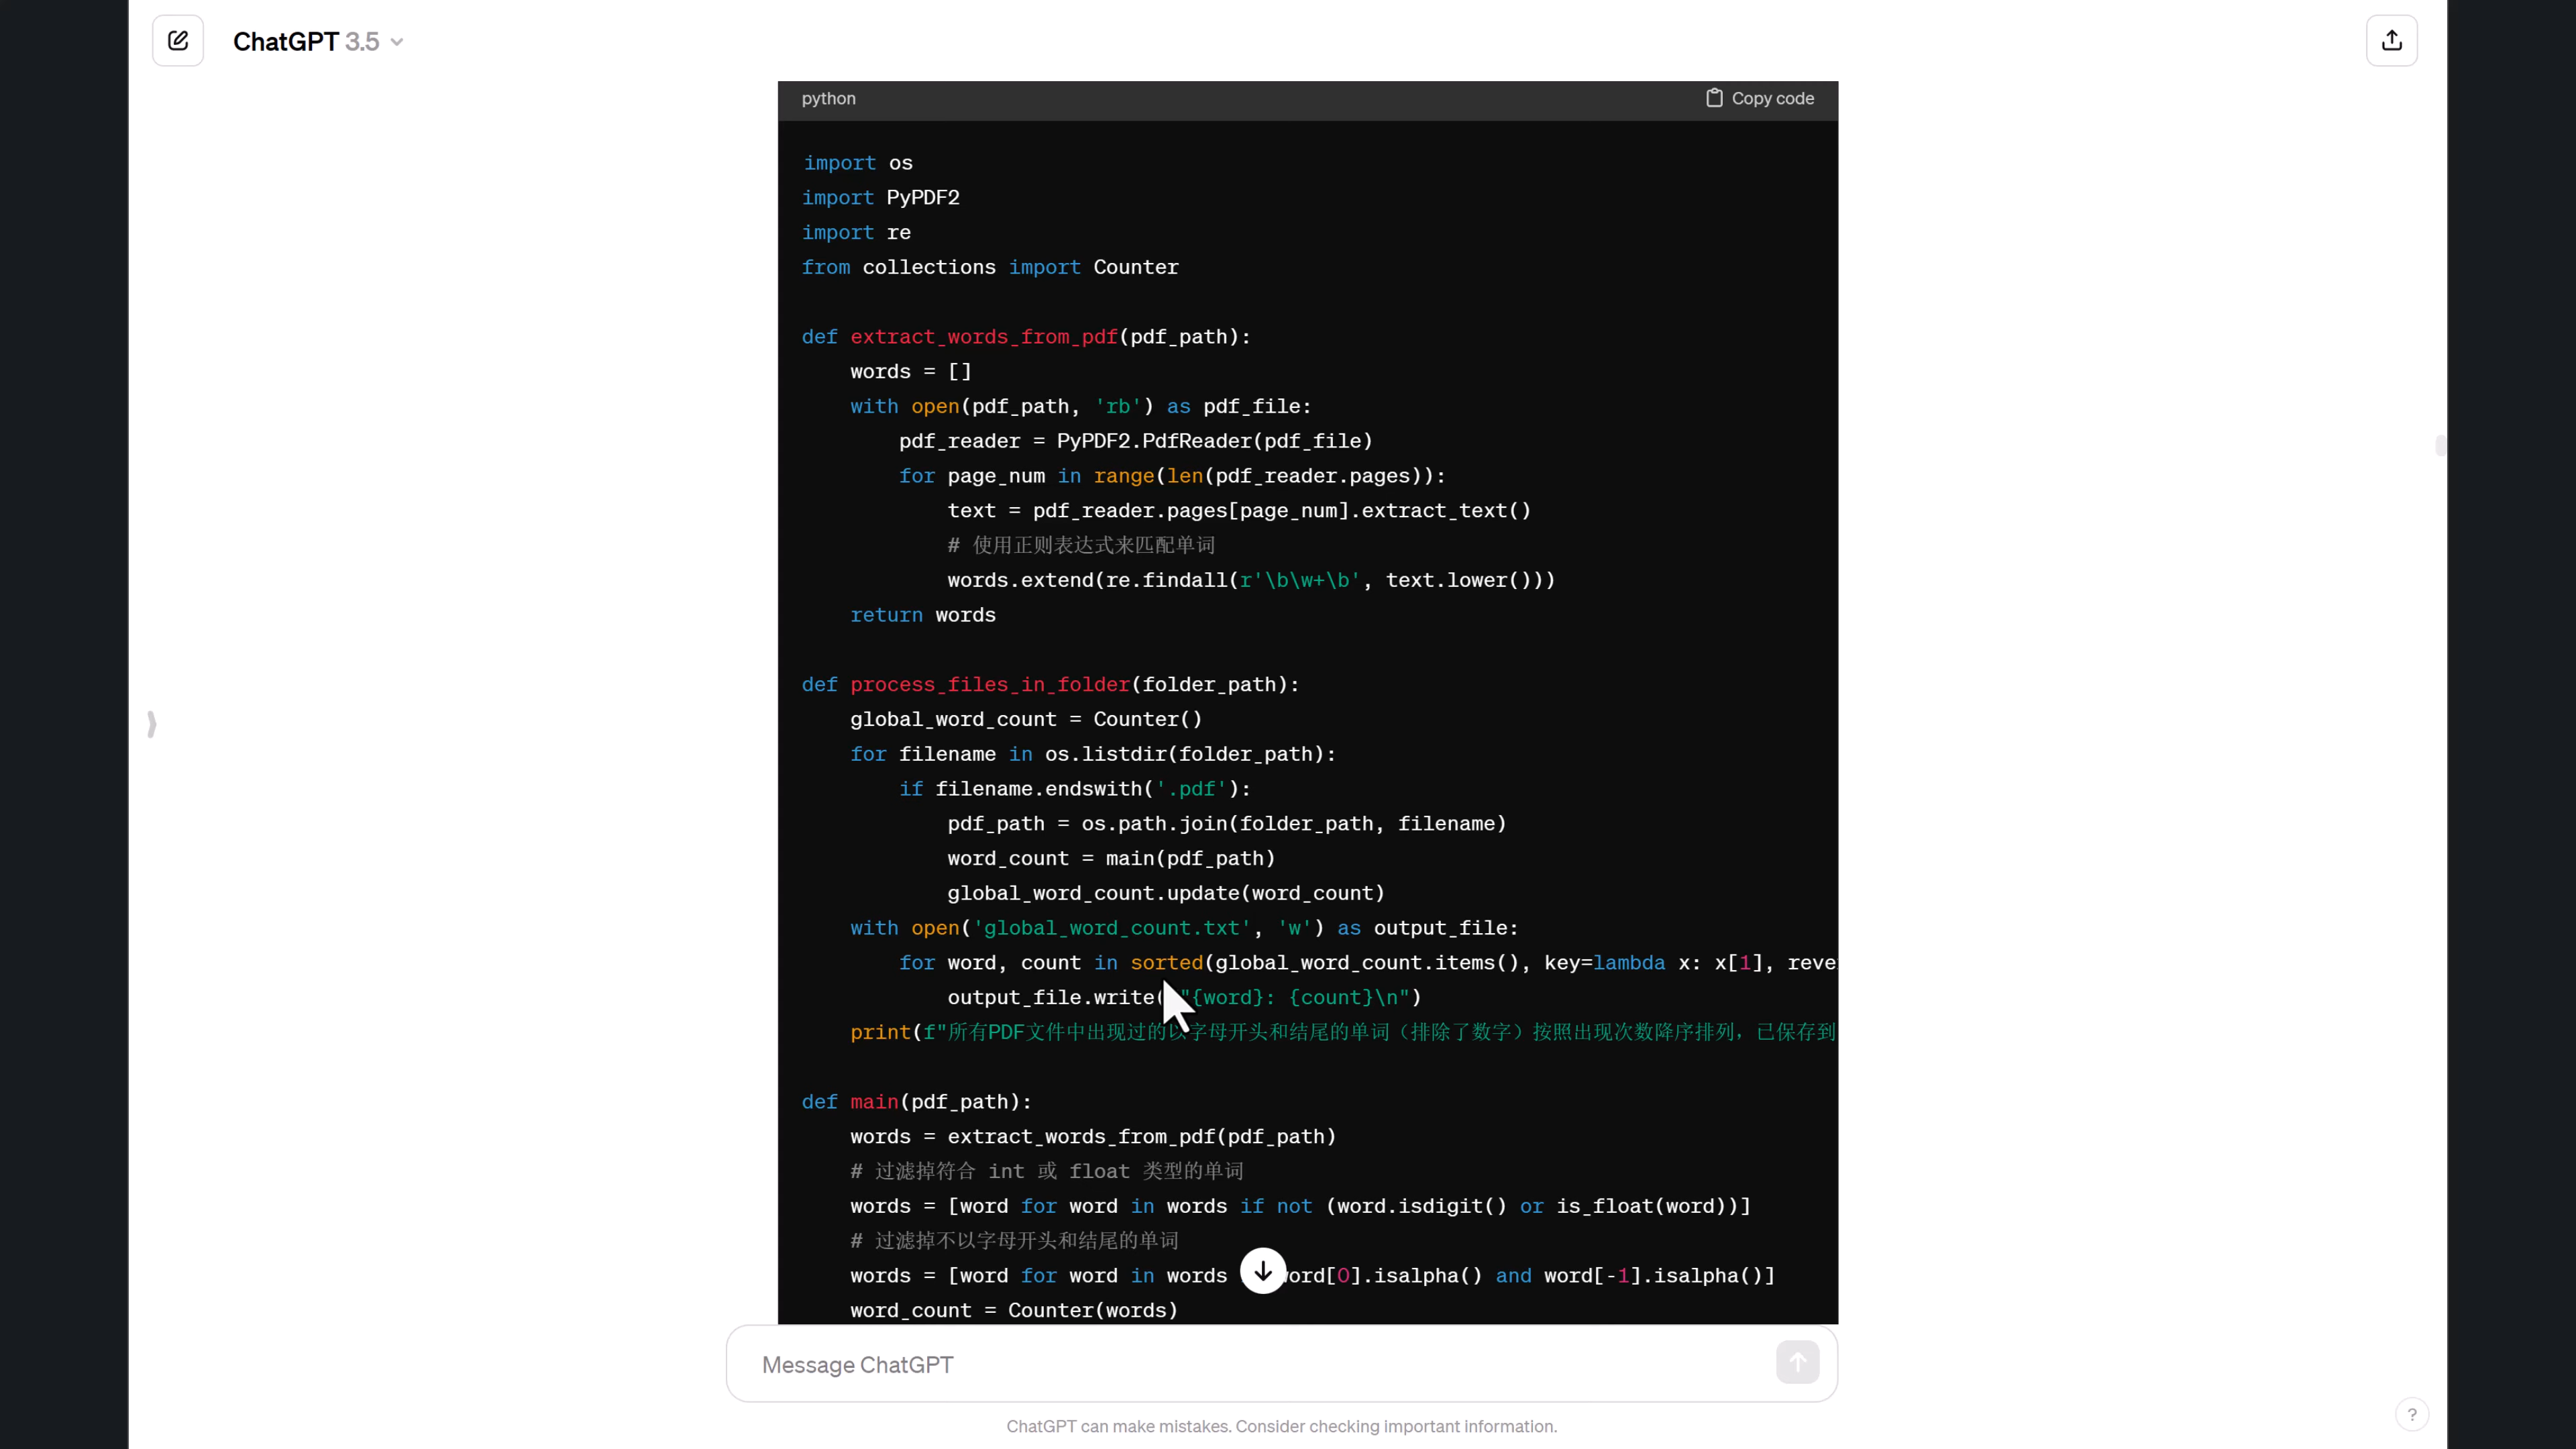 ChatGPT 3.5
python
Copy code
import os
import PyPDF2
import re
from collections import Counter
def extract_words_from_pdf(pdf_path):
    words = []
    with open(pdf_path, 'rb') as pdf_file:
        pdf_reader = PyPDF2.PdfReader(pdf_file)
        for page_num in range(len(pdf_reader.pages)):
            text = pdf_reader.pages[page_num].extract_text()
            # 使用正则表达式来匹配单词
            words.extend(re.findall(r'\b\w+\b', text.lower()))
    return words
def process_files_in_folder(folder_path):
    global_word_count = Counter()
    for filename in os.listdir(folder_path):
        if filename.endswith('.pdf'):
            pdf_path = os.path.join(folder_path, filename)
            word_count = main(pdf_path)
            global_word_count.update(word_count)
    with open('global_word_count.txt', 'w') as output_file:
        for word, count in sorted(global_word_count.items(), key=lambda x: x[1], reve
            output_file.write( "{word}: {count}\n")
    print(f"所有PDF文件中出现过的以字母开头和结尾的单词（排除了数字）按照出现次数降序排列，已保存到
def main(pdf_path):
    words = extract_words_from_pdf(pdf_path)
    # 过滤掉符合 int 或 float 类型的单词
    words = [word for word in words if not (word.isdigit() or is_float(word))]
    # 过滤掉不以字母开头和结尾的单词
    words = [word for word in words ord[0].isalpha() and word[-1].isalpha()]
    word_count = Counter(words)
Message ChatGPT
ChatGPT can make mistakes. Consider checking important information.
?